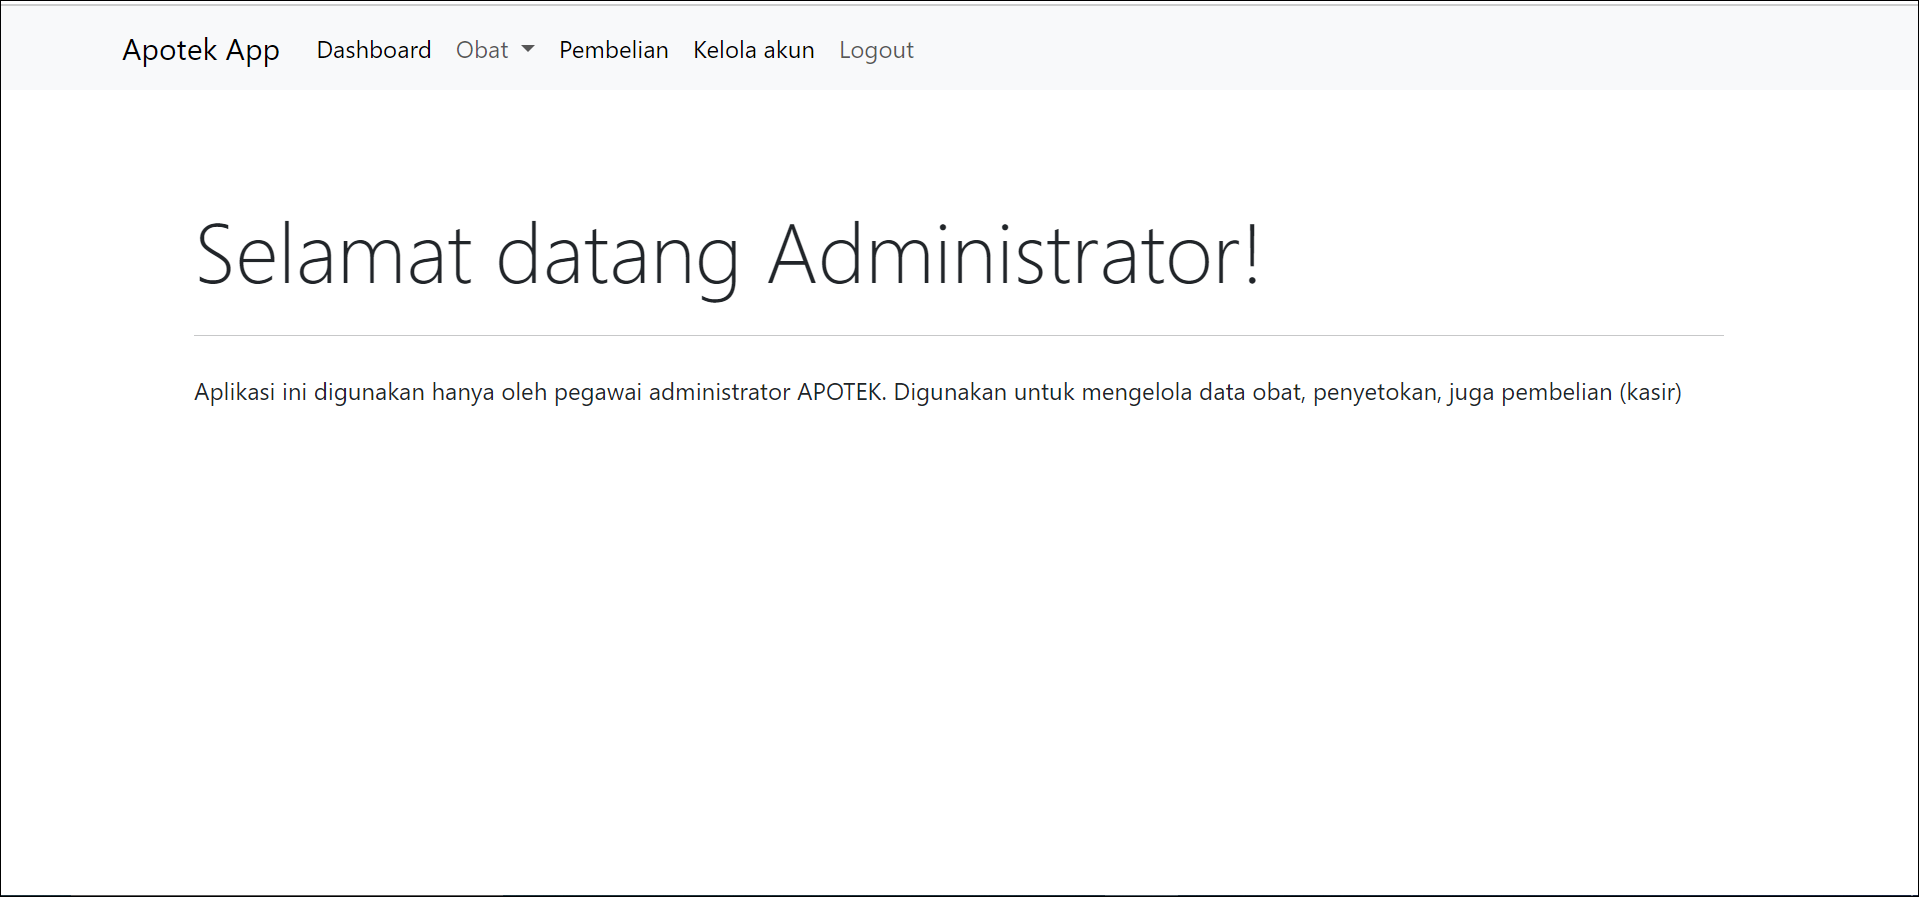 Apotek App Dashboard Obat Pembelian Kelola akun Logout
Selamat datang Administrator!
Aplikasi ini digunakan hanya oleh pegawai administrator APOTEK. Digunakan untuk mengelola data obat, penyetokan, juga pembelian (kasir)